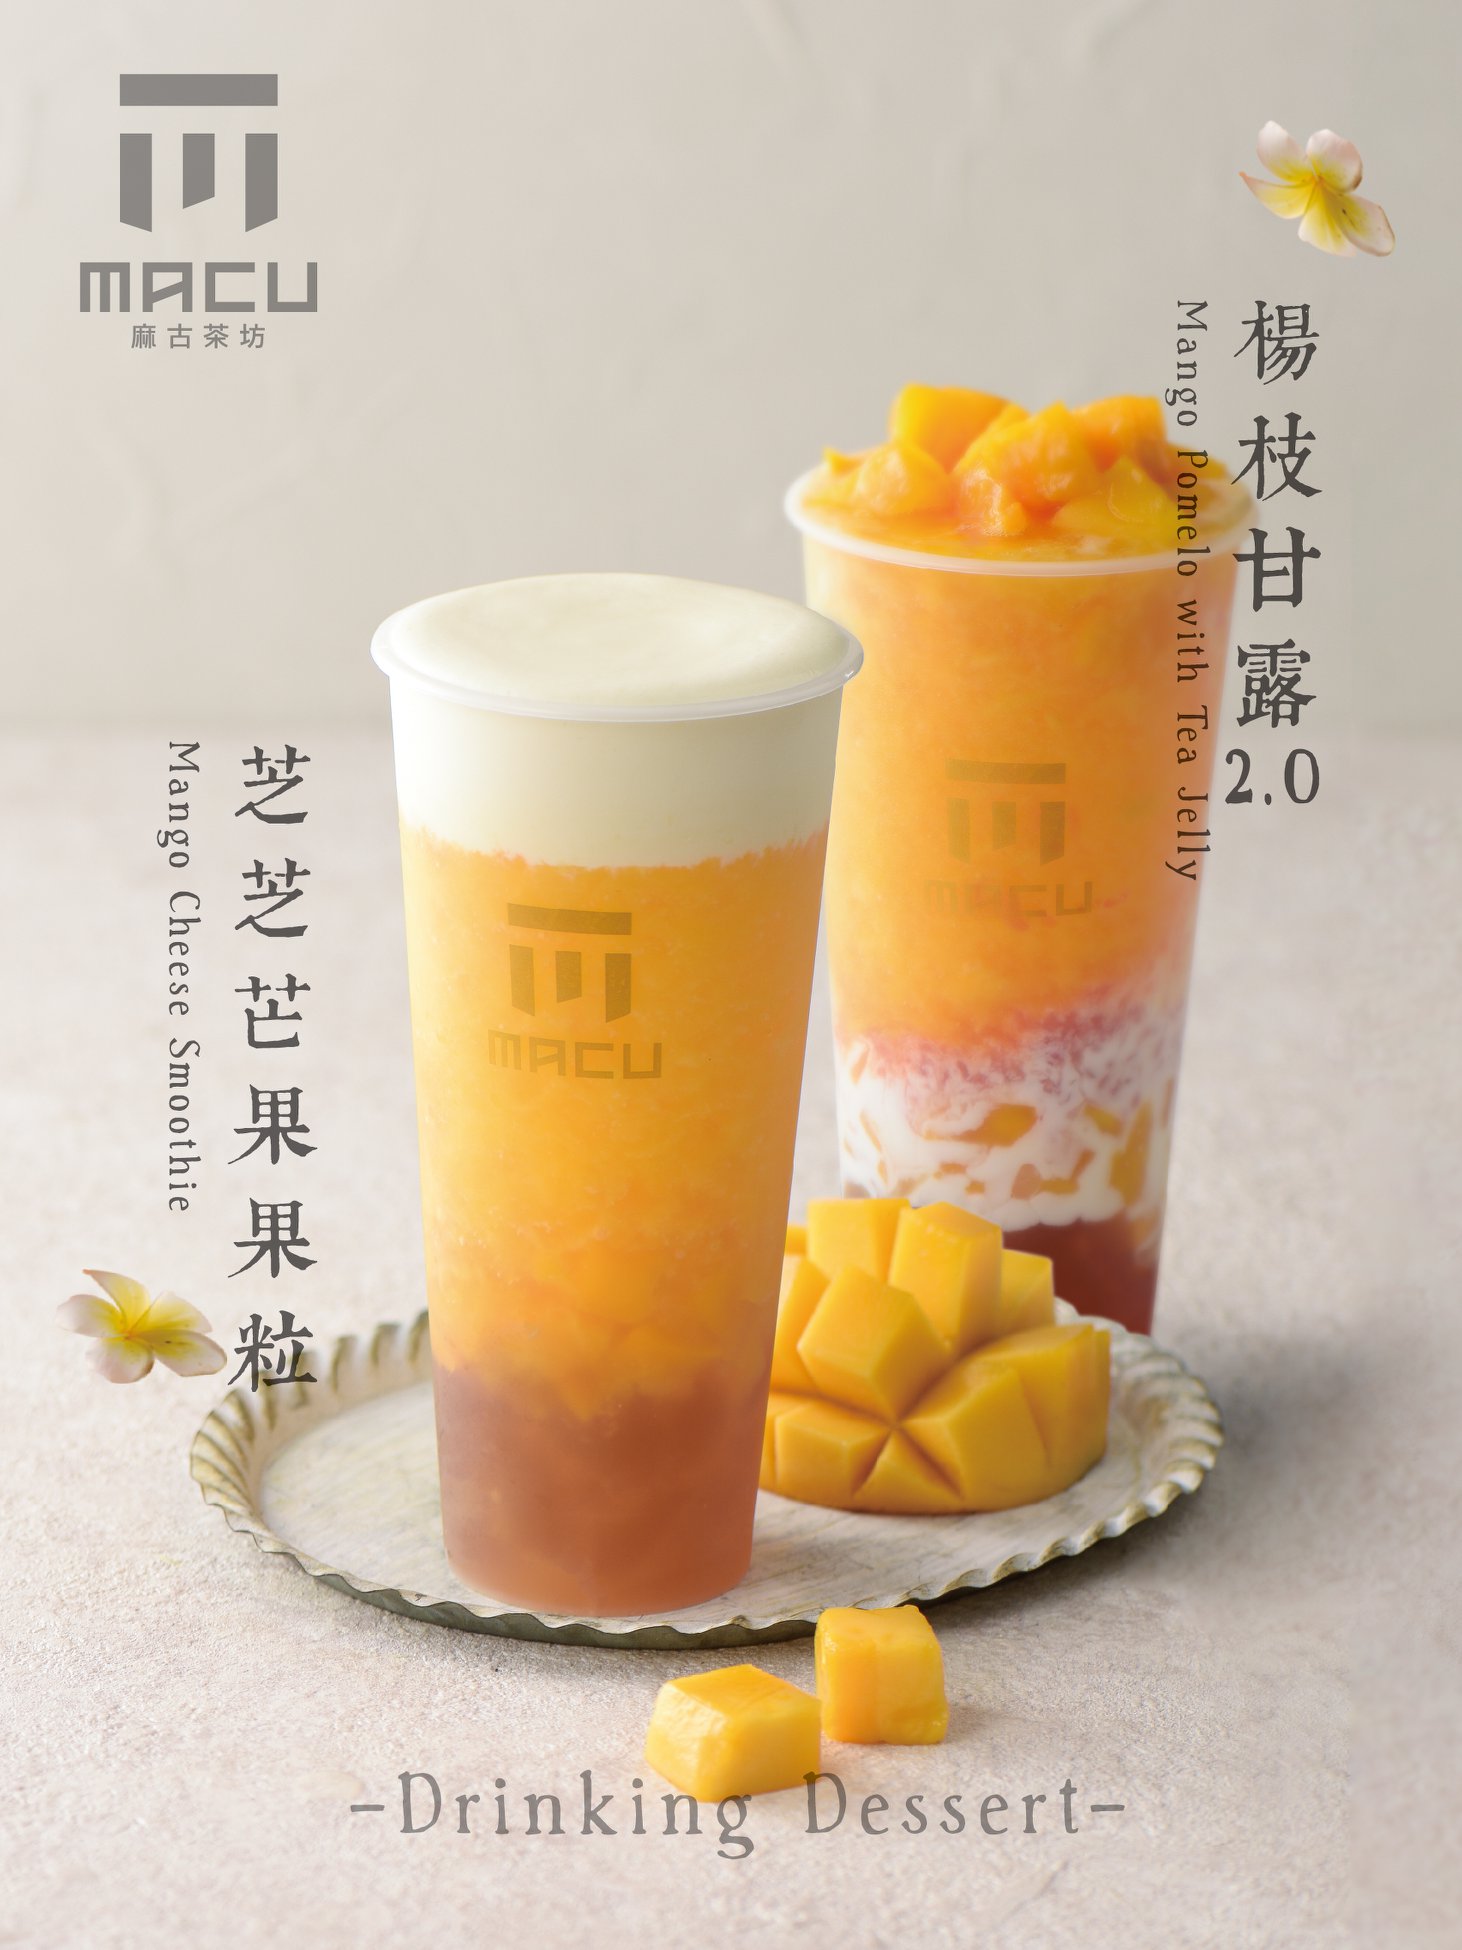 MACU
麻古茶坊
楊枝甘露2.0
Mango Pomelo with Tea Jelly
芝芝芒果果粒
Mango Cheese Smoothie
MACU
MACU
-Drinking Dessert-